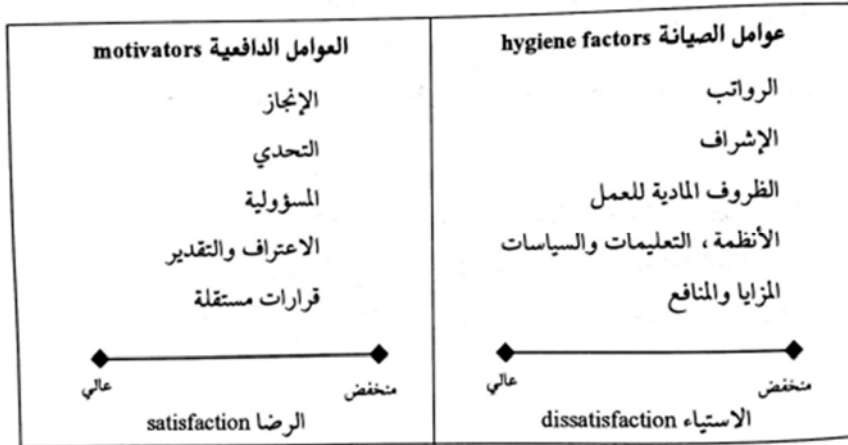 عوامل الصيانة hygiene factors
الرواتب
الإشراف
الظروف المادية للعمل
الأنظمة، التعليمات والسياسات
المزايا والمنافع
منخفض
عالي
الاستياء dissatisfaction
العوامل الدافعية motivators
الإنجاز
التحدي
المسؤولية
الاعتراف والتقدير
قرارات مستقلة
منخفض
عالي
الرضا satisfaction